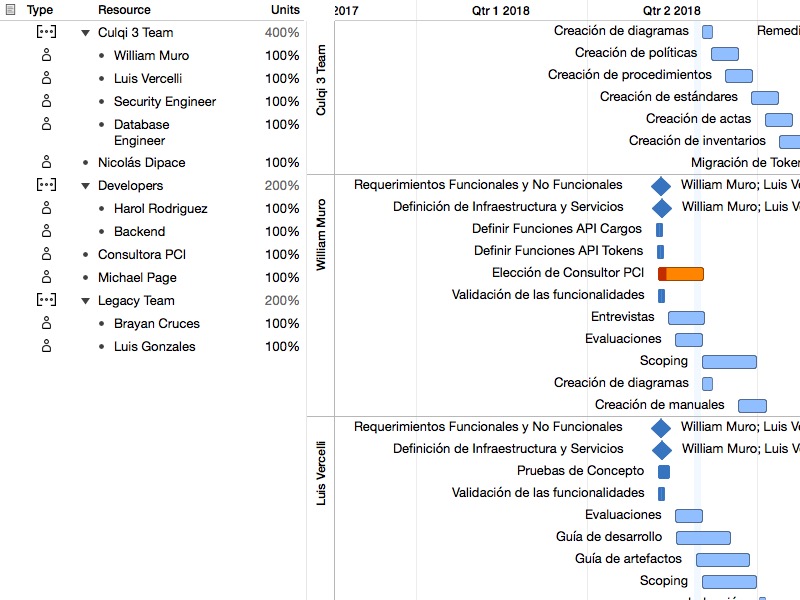 Type Resource Units
Culqi 3 Team 400%
William Muro 100%
Luis Vercelli 100%
Security Engineer 100%
Database 100%
Engineer
Nicolás Dipace 100%
Developers 200%
Harol Rodriguez 100%
Backend 100%
Consultora PCI 100%
Michael Page 100%
Legacy Team 200%
Brayan Cruces 100%
Luis Gonzales 100%
2017 Qtr 1 2018 Qtr 2 2018
Culqi 3 Team
Creación de diagramas Remedi
Creación de políticas
Creación de procedimientos
Creación de estándares
Creación de actas
Creación de inventarios
Migración de Token
William Muro
Requerimientos Funcionales y No Funcionales William Muro; Luis Ve
Definición de Infraestructura y Servicios William Muro; Luis Ve
Definir Funciones API Cargos
Definir Funciones API Tokens
Elección de Consultor PCI
Validación de las funcionalidades
Entrevistas
Evaluaciones
Scoping
Creación de diagramas
Creación de manuales
Luis Vercelli
Requerimientos Funcionales y No Funcionales William Muro; Luis Ve
Definición de Infraestructura y Servicios William Muro; Luis Ve
Pruebas de Concepto
Validación de las funcionalidades
Evaluaciones
Guía de desarrollo
Guía de artefactos
Scoping